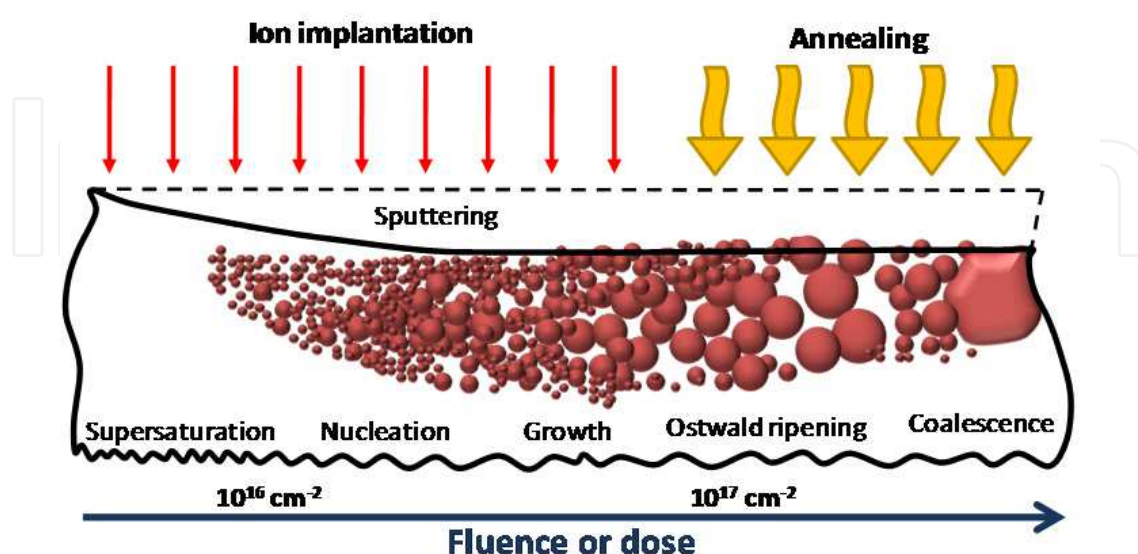 Ion implantation
Annealing
Sputtering
Supersaturation
Nucleation
Growth
Ostwald ripening
Coalescence
10¹⁶ cm⁻²
10¹⁷ cm⁻²
Fluence or dose